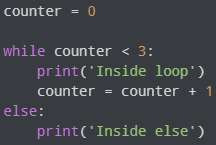 counter = 0
while counter < 3:
    print('Inside loop')
    counter = counter + 1
else:
    print('Inside else')